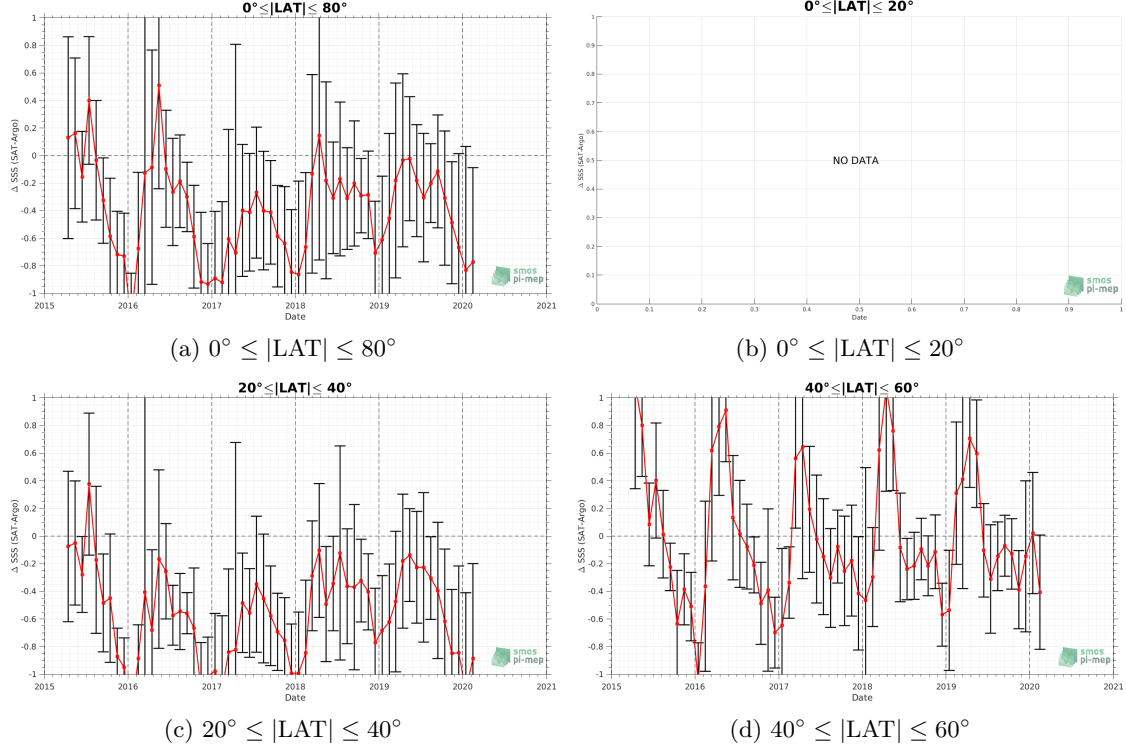 0°≤|LAT|≤ 80°
1
0.8
0.6
0.4
0.2
0
-0.2
-0.4
-0.6
-0.8
-1
Δ SSS (SAT-Argo)
2015 2016 2017 2018 2019 2020 2021
Date
smos
pi-mep
(a) 0° ≤ |LAT| ≤ 80°
0°≤|LAT|≤ 20°
1
0.9
0.8
0.7
0.6
0.5
0.4
0.3
0.2
0.1
0
Δ SSS (SAT-Argo)
NO DATA
0 0.1 0.2 0.3 0.4 0.5 0.6 0.7 0.8 0.9 1
Date
smos
pi-mep
(b) 0° ≤ |LAT| ≤ 20°
20°≤|LAT|≤ 40°
1
0.8
0.6
0.4
0.2
0
-0.2
-0.4
-0.6
-0.8
-1
Δ SSS (SAT-Argo)
2015 2016 2017 2018 2019 2020 2021
Date
smos
pi-mep
(c) 20° ≤ |LAT| ≤ 40°
40°≤|LAT|≤ 60°
1
0.8
0.6
0.4
0.2
0
-0.2
-0.4
-0.6
-0.8
-1
Δ SSS (SAT-Argo)
2015 2016 2017 2018 2019 2020 2021
Date
smos
pi-mep
(d) 40° ≤ |LAT| ≤ 60°